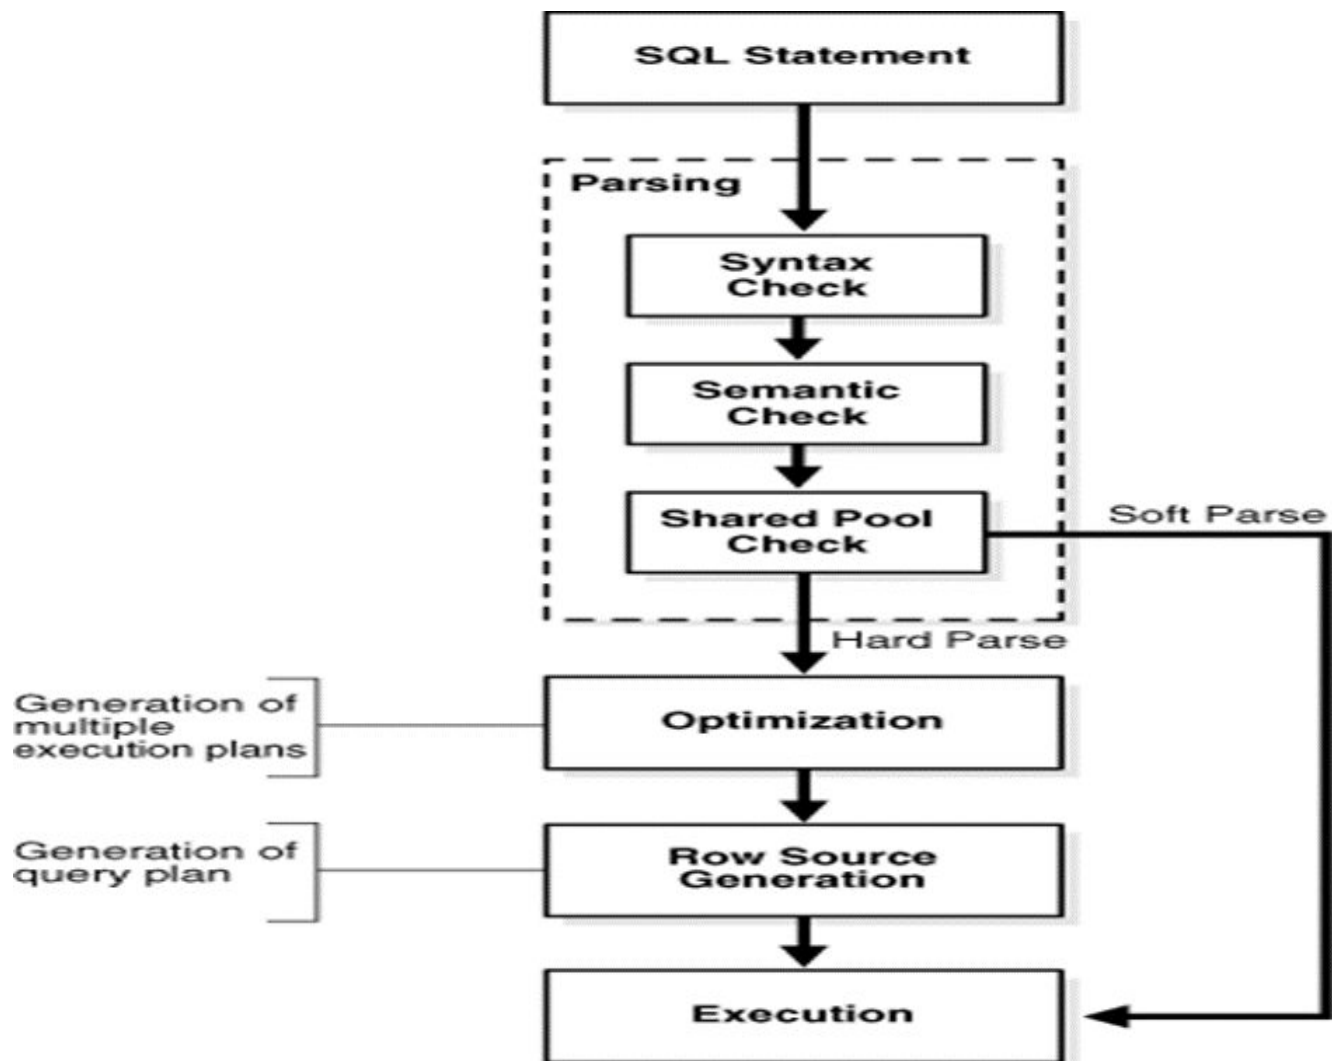 SQL Statement
Parsing
Syntax
Check
Semantic
Check
Shared Pool
Check
Soft Parse
Hard Parse
Generation of
multiple
execution plans
Optimization
Generation of
query plan
Row Source
Generation
Execution